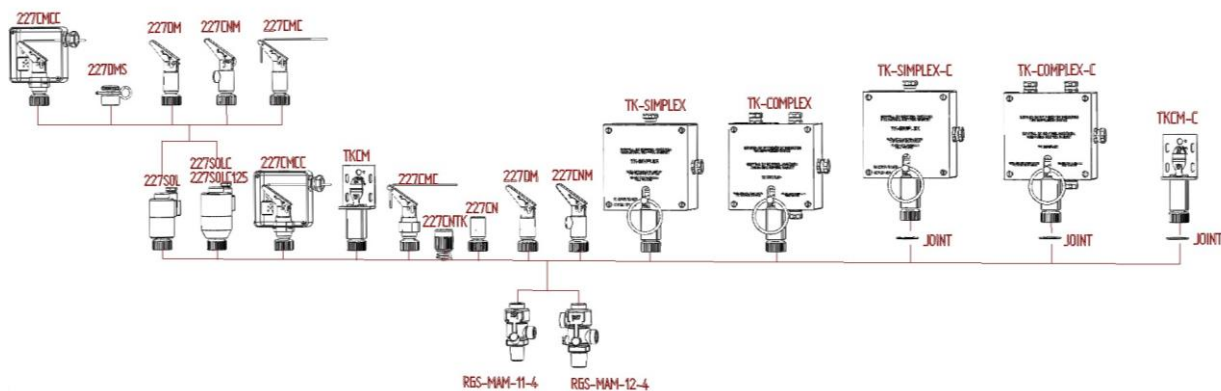 227CMCC
227DMS
227DM
227CNM
227CMC
227SOL
227SOLC
227SOLC125
227CMCC
TKCM
227CMC
227CNTK
227CN
227DM
227CNM
TK-SIMPLEX
TK-COMPLEX
TK-SIMPLEX-C
TK-COMPLEX-C
TKCM-C
JOINT
JOINT
JOINT
RGS-MAM-11-4
RGS-MAM-12-4